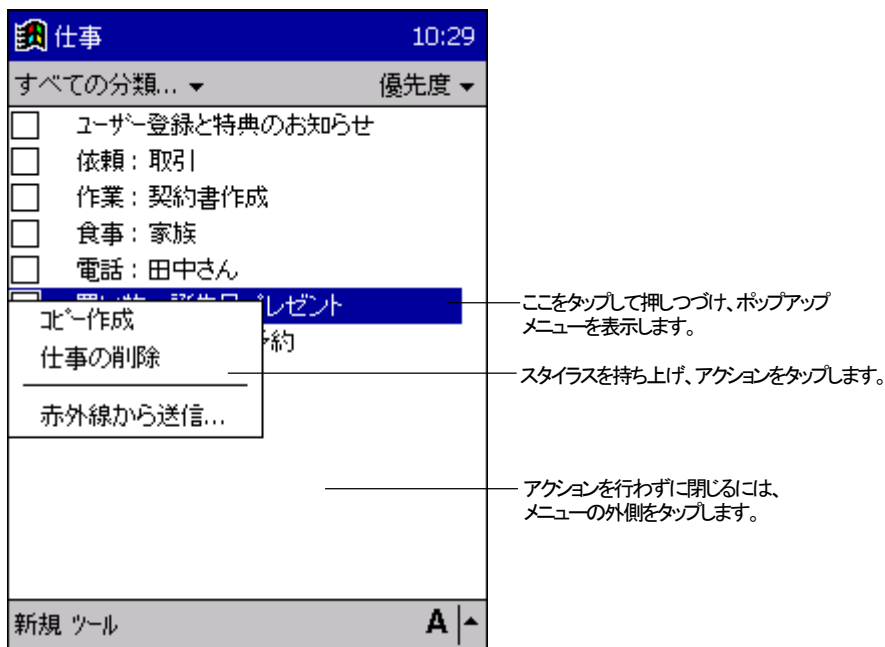 仕事 10:29
すべての分類... 優先度
ユーザー登録と特典のお知らせ
依頼：取引
作業：契約書作成
食事：家族
電話：田中さん
レゼント
コピー作成
約
仕事の削除
赤外線から送信...
ここをタップして押しつづけ、ポップアップ
メニューを表示します。
スタイラスを持ち上げ、アクションをタップします。
アクションを行わずに閉じるには、
メニューの外側をタップします。
新規 ツール A